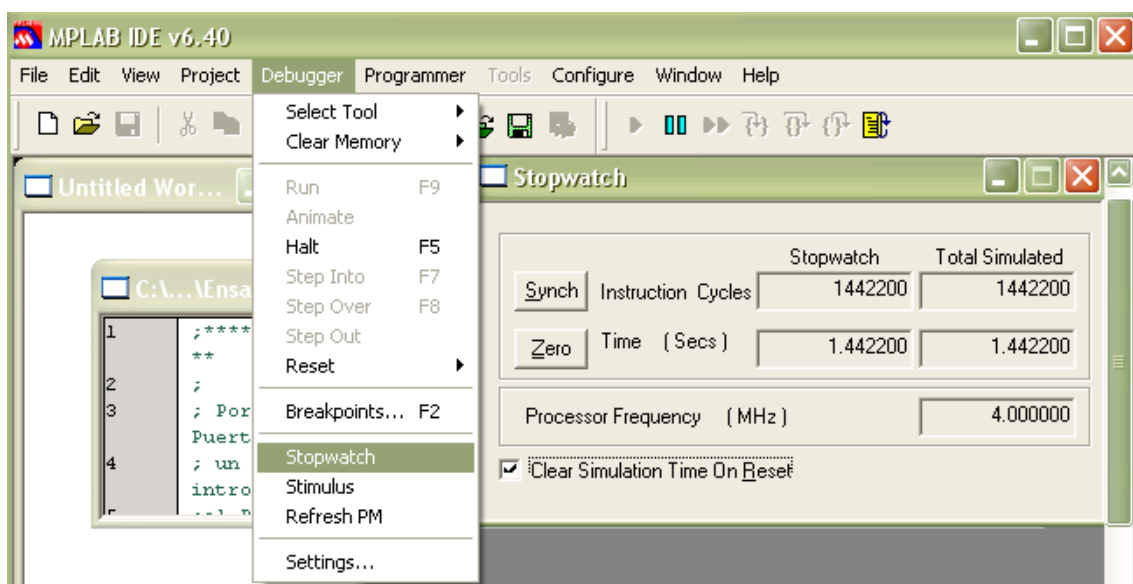 MPLAB IDE v6.40
File Edit View Project Debugger Programmer Tools Configure Window Help
Untitled Wor...
C:\...\Ensa
1 ;****
**
2 ;
3 ; Por
Puert
4 ; un
intro
Select Tool
Clear Memory
Run F9
Animate
Halt F5
Step Into F7
Step Over F8
Step Out
Reset
Breakpoints... F2
Stopwatch
Stimulus
Refresh PM
Settings...
Stopwatch
Stopwatch Total Simulated
Synch Instruction Cycles 1442200 1442200
Zero Time (Secs) 1.442200 1.442200
Processor Frequency (MHz) 4.000000
Clear Simulation Time On Reset